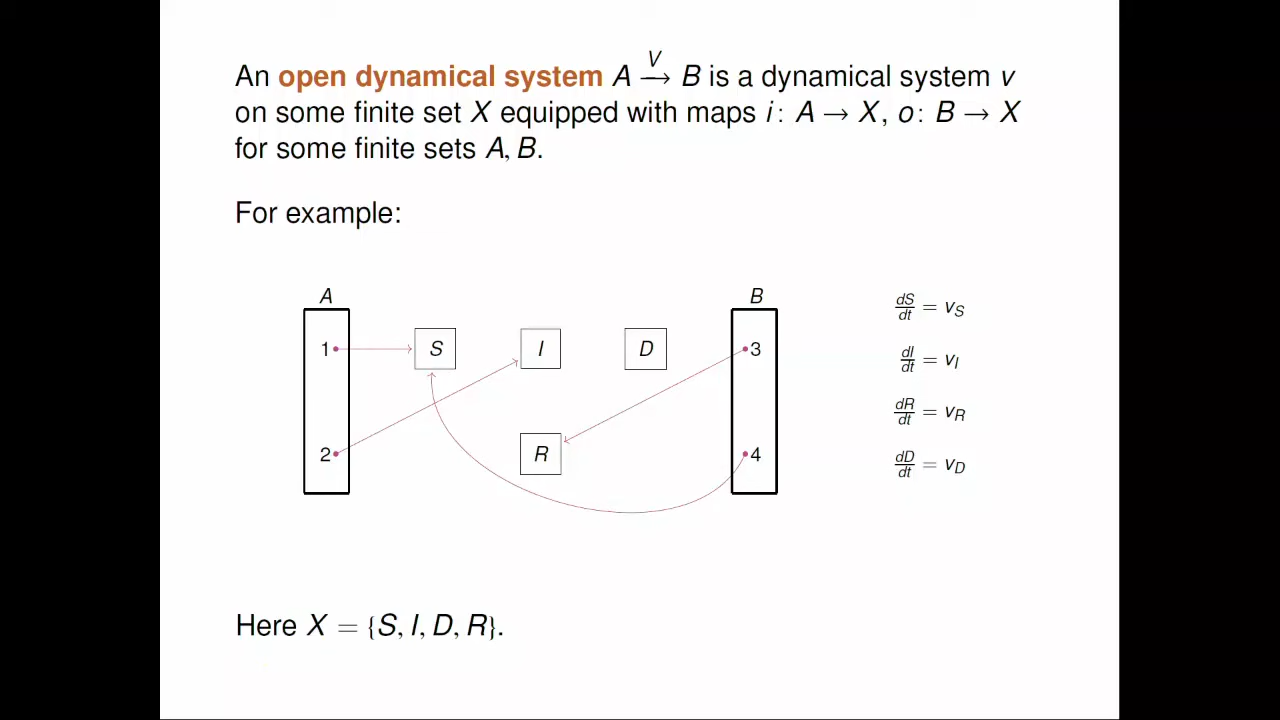 V
An open dynamical system A → B is a dynamical system v
on some finite set X equipped with maps i : A → X, o : B → X
for some finite sets A, B.
For example:
A
B
1
S
I
D
3
2
R
4
dS/dt = v_S
dI/dt = v_I
dR/dt = v_R
dD/dt = v_D
Here X = {S, I, D, R}.